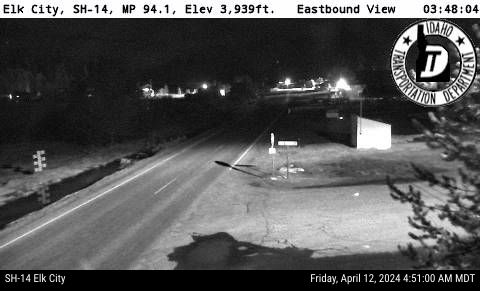 Elk City, SH-14, MP 94.1, Elev 3,939ft. Eastbound View 03:48:04
IDAHO
TRANSPORTATION DEPARTMENT
SH-14 Elk City Friday, April 12, 2024 4:51:00 AM MDT